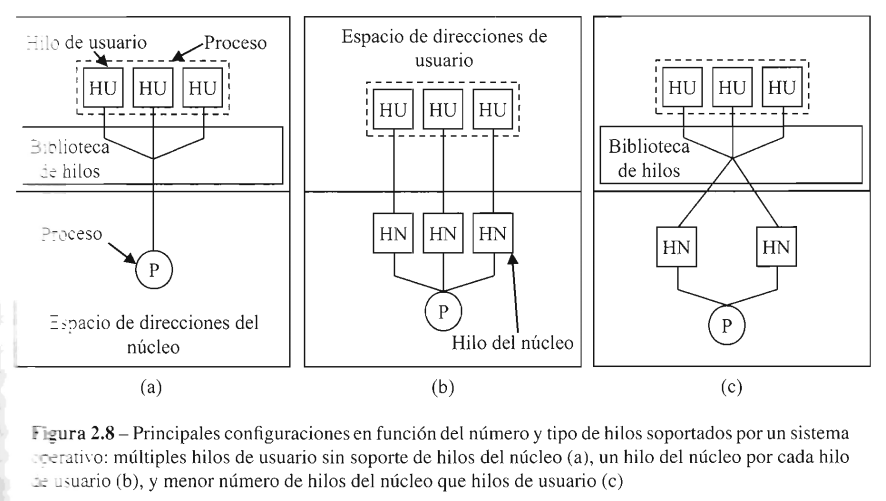 Hilo de usuario
Proceso
HU HU HU
Biblioteca
de hilos
Proceso
P
Espacio de direcciones del
núcleo
(a)
Espacio de direcciones de
usuario
HU HU HU
HN HN HN
P
Hilo del núcleo
(b)
HU HU HU
Biblioteca
de hilos
HN HN
P
(c)
Figura 2.8 – Principales configuraciones en función del número y tipo de hilos soportados por un sistema
operativo: múltiples hilos de usuario sin soporte de hilos del núcleo (a), un hilo del núcleo por cada hilo
de usuario (b), y menor número de hilos del núcleo que hilos de usuario (c)